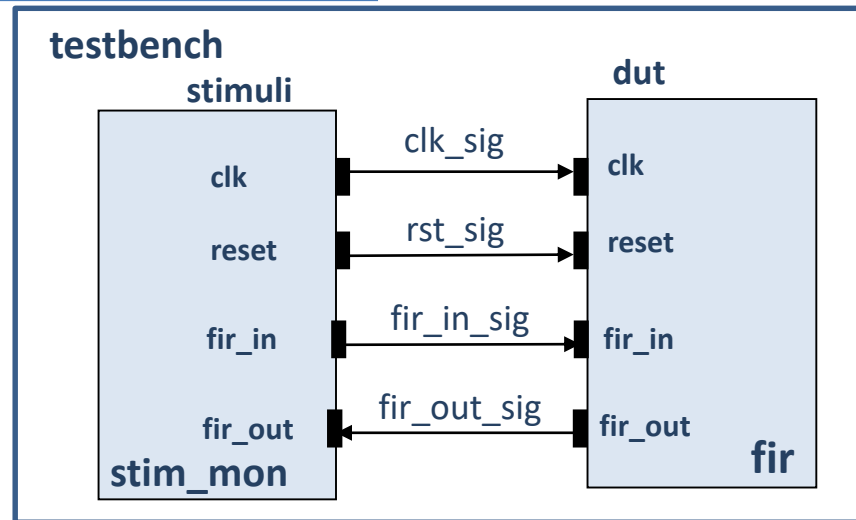 testbench
stimuli
dut
clk_sig
clk
clk
rst_sig
reset
reset
fir_in_sig
fir_in
fir_in
fir_out_sig
fir_out
fir_out
stim_mon
fir